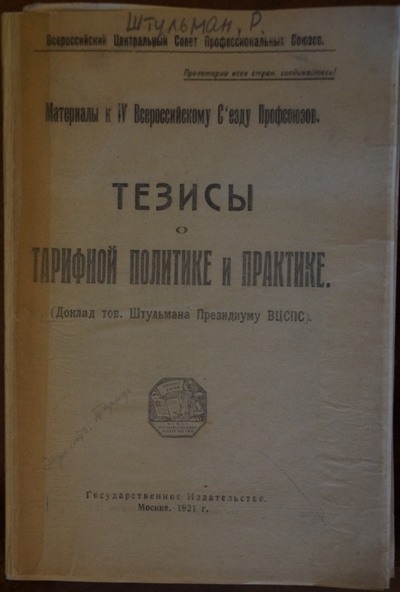 Штульман, Р.
Всероссийский Центральный Совет Профессиональных Союзов.
Пролетарии всех стран, соединяйтесь!
Материалы к IV Всероссийскому С'езду Профсоюзов.
ТЕЗИСЫ
о
ТАРИФНОЙ ПОЛИТИКЕ и ПРАКТИКЕ.
(Доклад тов. Штульмана Президиуму ВЦСПС).
Государственное Издательство.
Москва. 1921 г.